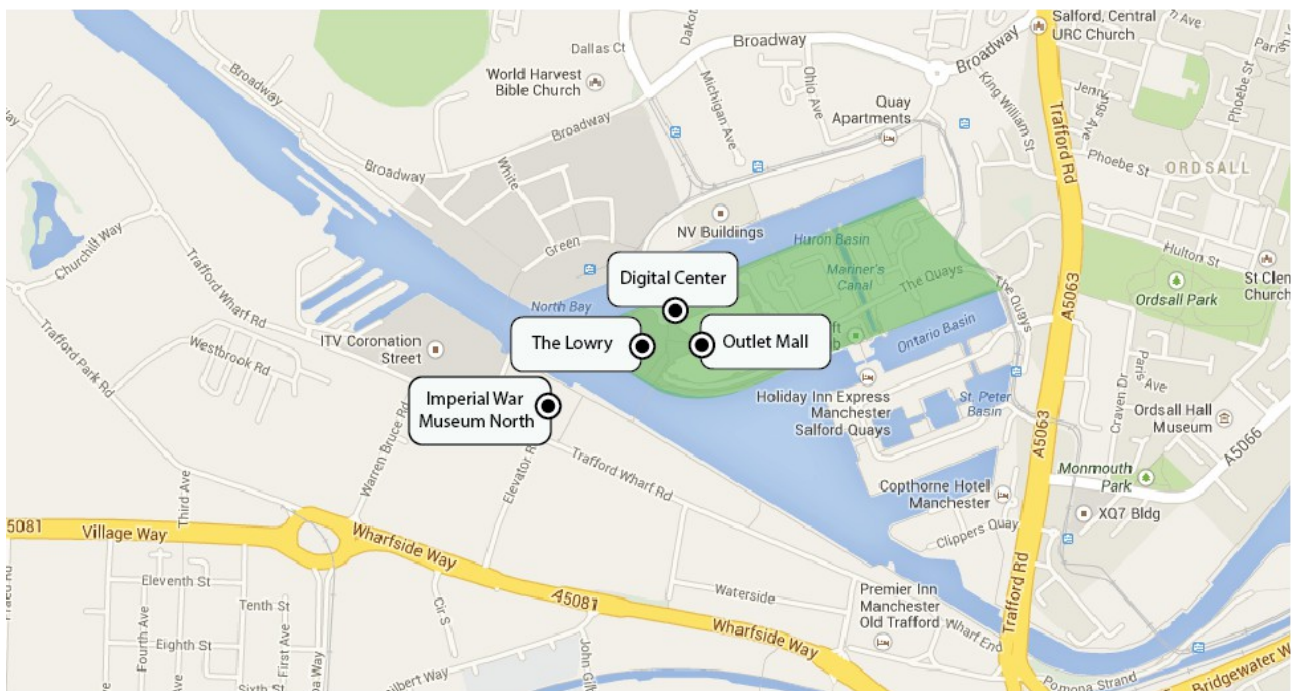 Salford, Central
URC Church
Broadway
Dallas Ct
Broadway
Broadway
World Harvest
Bible Church
Michigan Ave
Ohio Ave
Quay
Apartments
King William St
Trafford Rd
Phoebe St
Phoebe St
ORDSALL
Broadway
Broadway
White
Green
NV Buildings
Huron Basin
Mariner's
Canal
The Quays
The Quays
Hulton St
St Clen
Church
Ordsall Park
A5063
Churchill Way
Trafford Wharf Rd
Digital Center
North Bay
The Lowry
Outlet Mall
Ontario Basin
ITV Coronation
Street
Westbrook Rd
Trafford Park Rd
Imperial War
Museum North
Holiday Inn Express
Manchester
Salford Quays
St. Peter
Basin
Craven Dr
Ave
Ordsall Hall
Museum
A5063
A5066
Warren Bruce Rd
Trafford Wharf Rd
Monmouth
Park
Copthorne Hotel
Manchester
XQ7 Bldg
Third Ave
Clippers Quay
5081
Village Way
Wharfside Way
Eleventh St
Tenth St
Fourth Ave
First Ave
Eighth St
Cir S
A5081
Waterside
Wharfside Way
Premier Inn
Manchester
Old Trafford
Wharf End
Trafford Rd
Pomona Strand
Bridgewater W